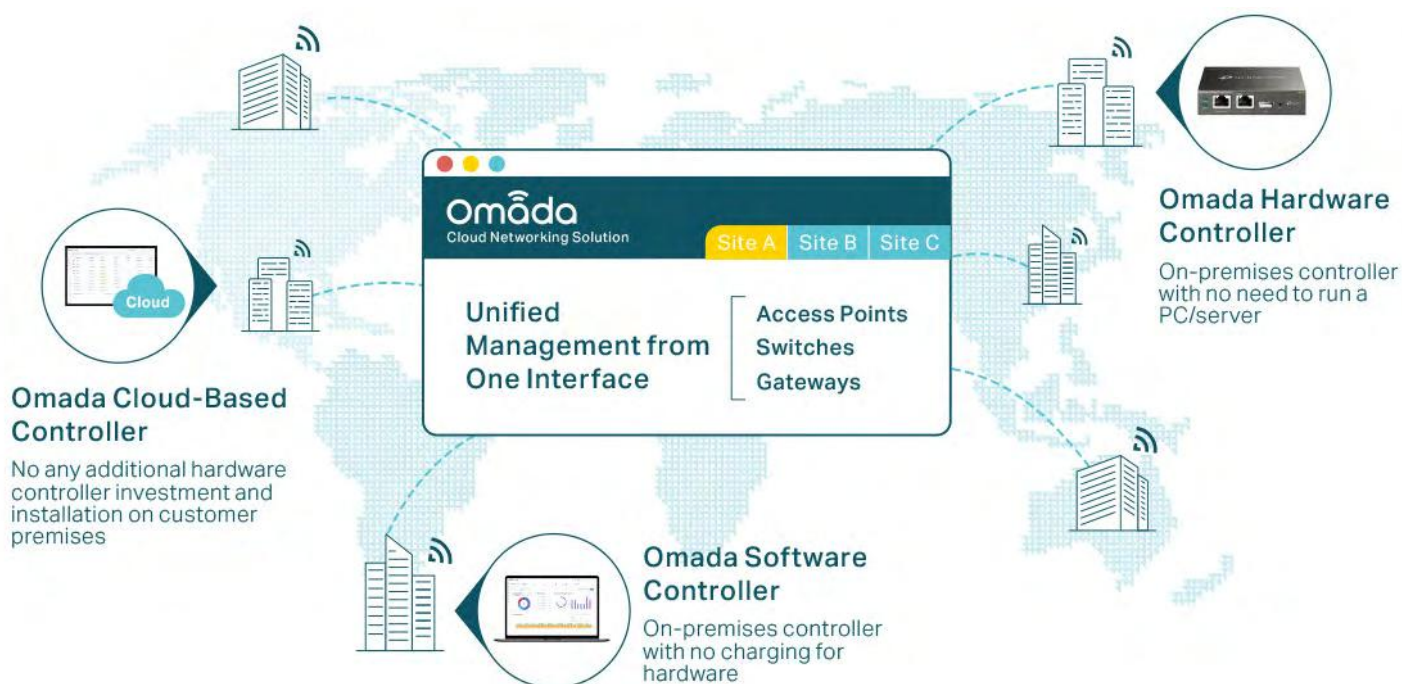 Omada
Cloud Networking Solution
Site A
Site B
Site C
Unified
Management from
One Interface
Access Points
Switches
Gateways
Cloud
Omada Cloud-Based
Controller
No any additional hardware
controller investment and
installation on customer
premises
Omada Hardware
Controller
On-premises controller
with no need to run a
PC/server
Omada Software
Controller
On-premises controller
with no charging for
hardware